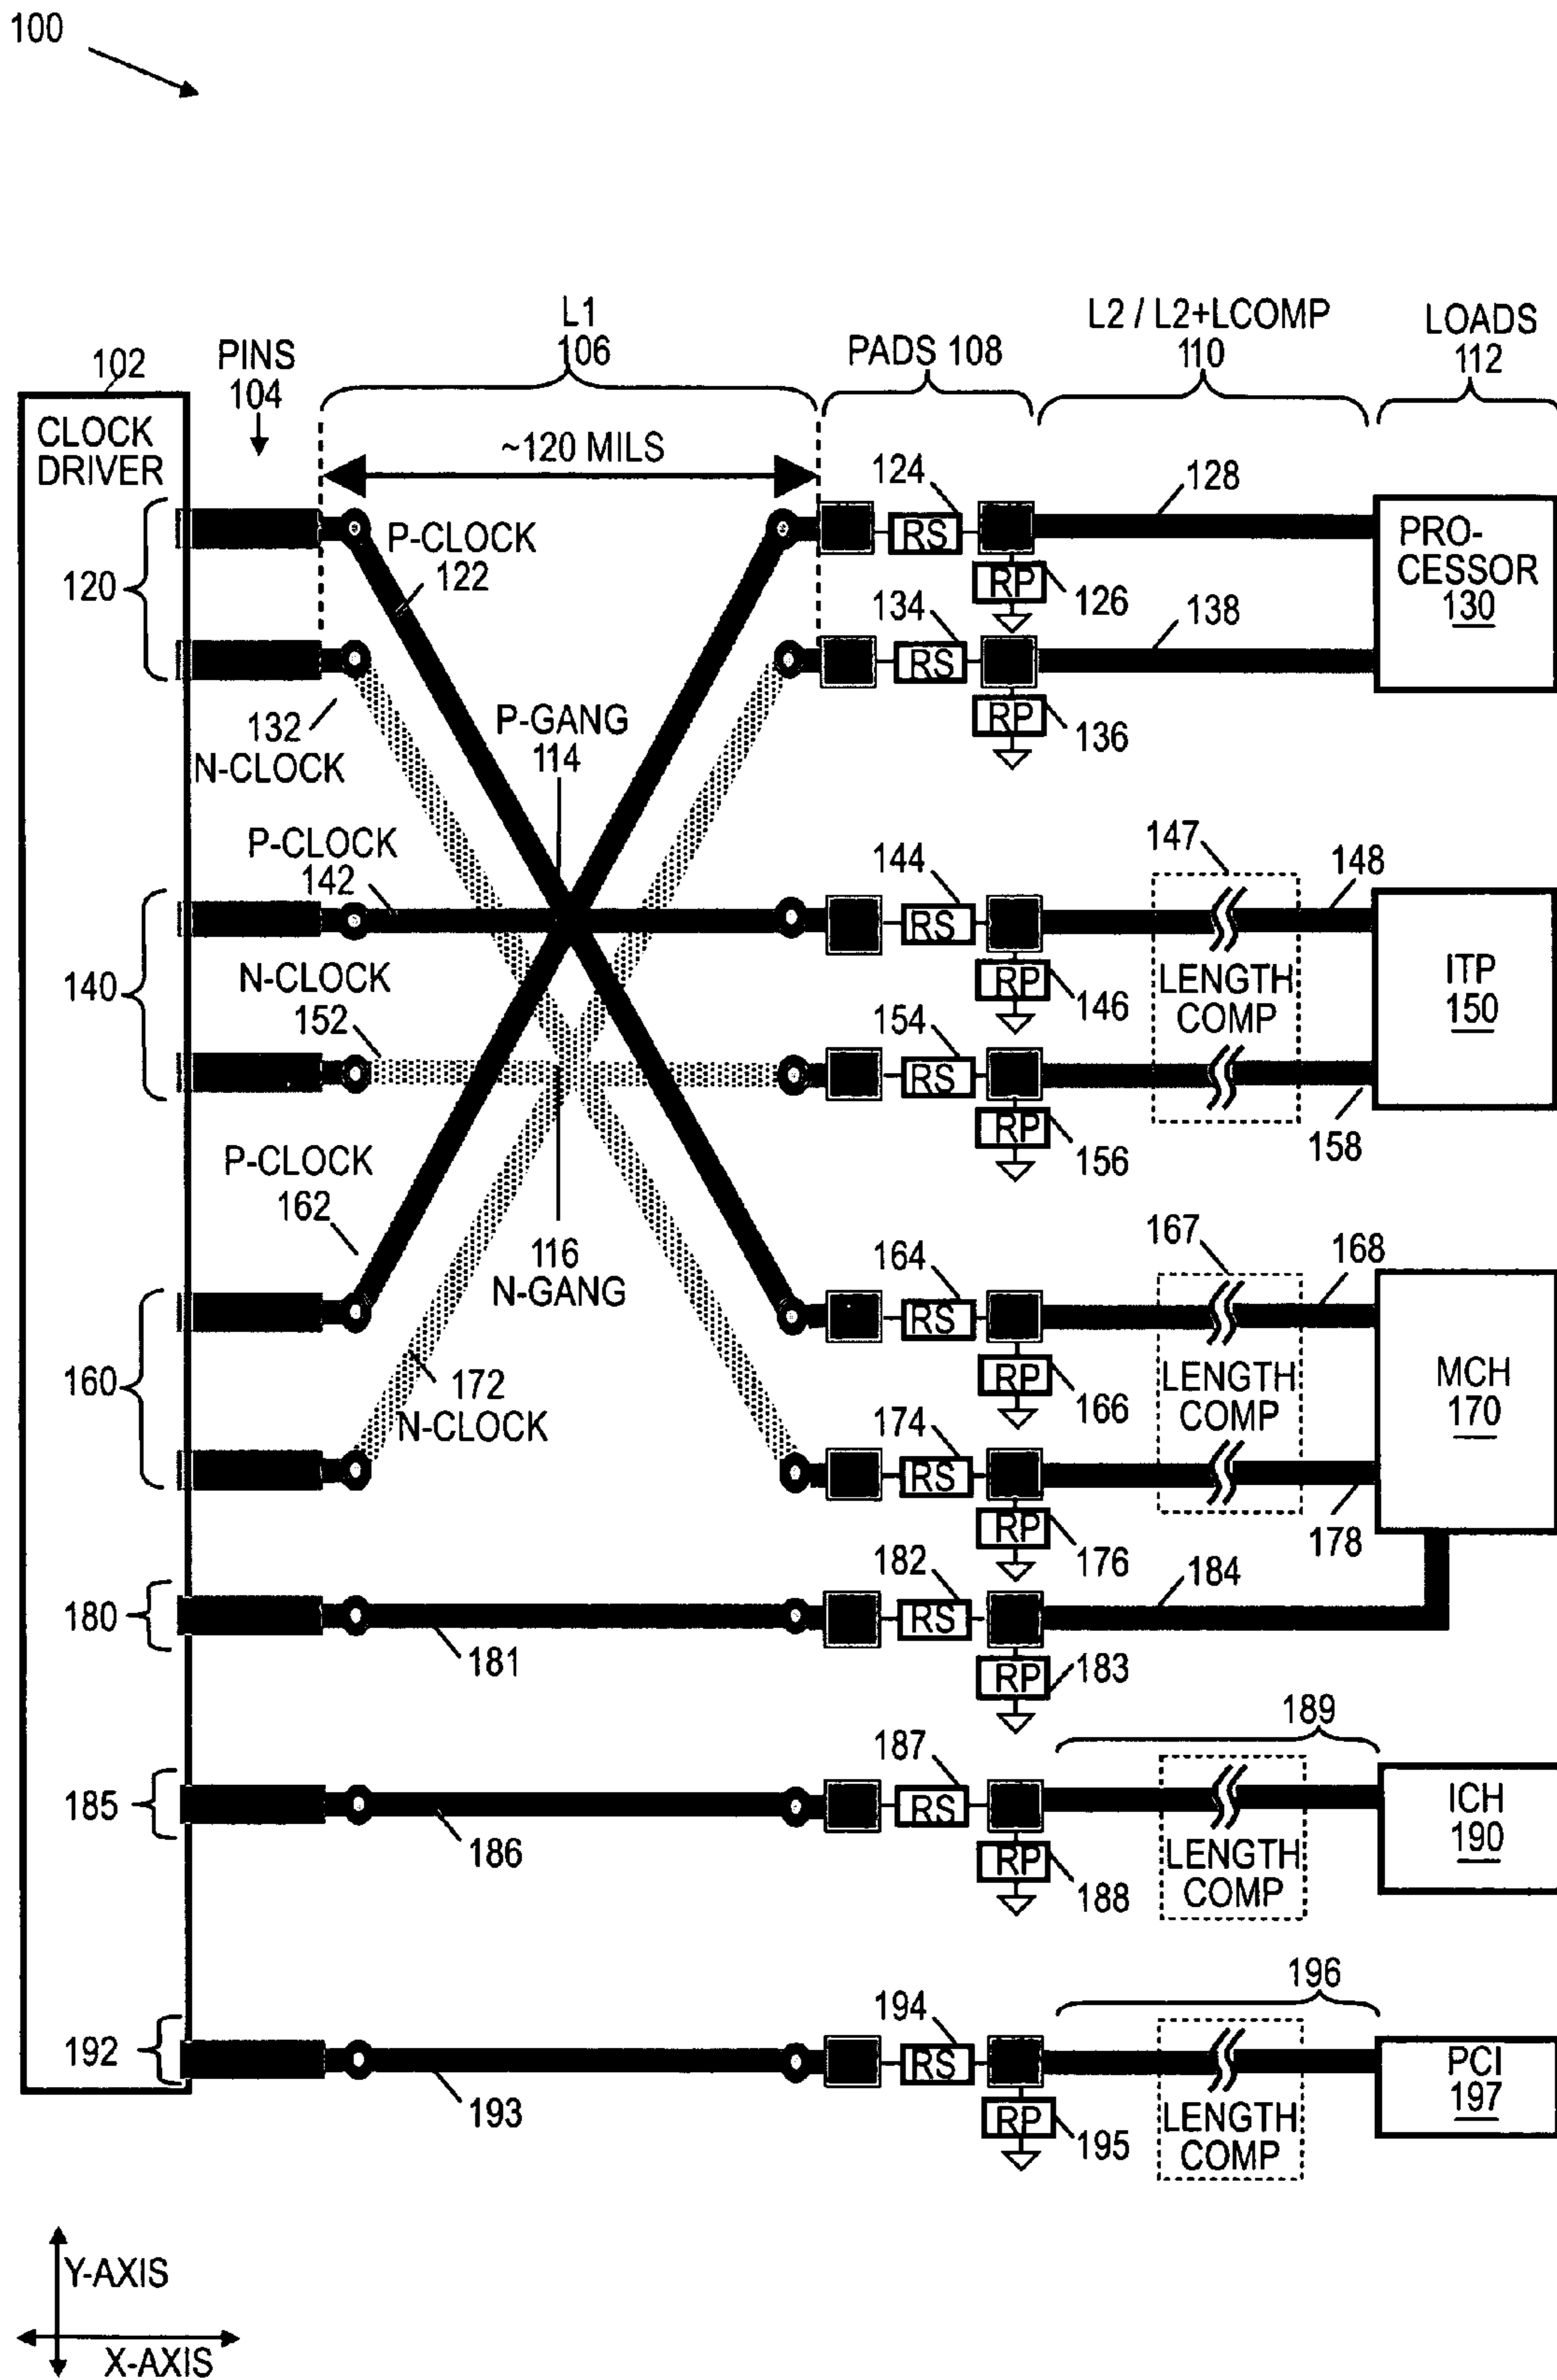 100
L1
106
L2 / L2+LCOMP
110
LOADS
112
PINS
104
PADS 108
102
CLOCK
DRIVER
~120 MILS
124
128
P-CLOCK
122
RS
PRO-
CESSOR
130
120
RP
126
134
138
RS
132
N-CLOCK
P-GANG
114
RP
136
P-CLOCK
142
144
147
148
RS
140
N-CLOCK
152
RP
146
LENGTH
COMP
ITP
150
154
RS
RP
156
158
P-CLOCK
162
116
N-GANG
164
167
168
RS
160
172
N-CLOCK
RP
166
LENGTH
COMP
MCH
170
174
RS
RP
176
178
182
184
180
RS
181
RP
183
189
187
185
RS
ICH
190
186
RP
188
LENGTH
COMP
196
194
192
RS
PCI
197
193
RP
195
LENGTH
COMP
Y-AXIS
X-AXIS